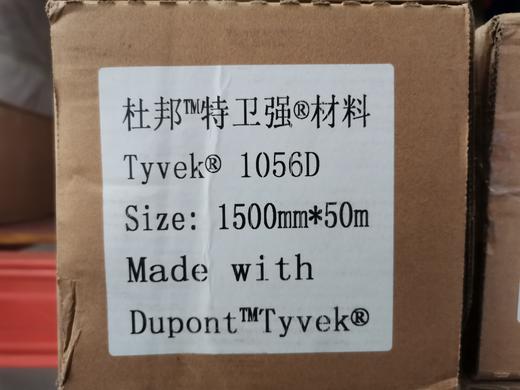 杜邦™特卫强®材料
Tyvek® 1056D
Size: 1500mm*50m
Made with
Dupont™Tyvek®